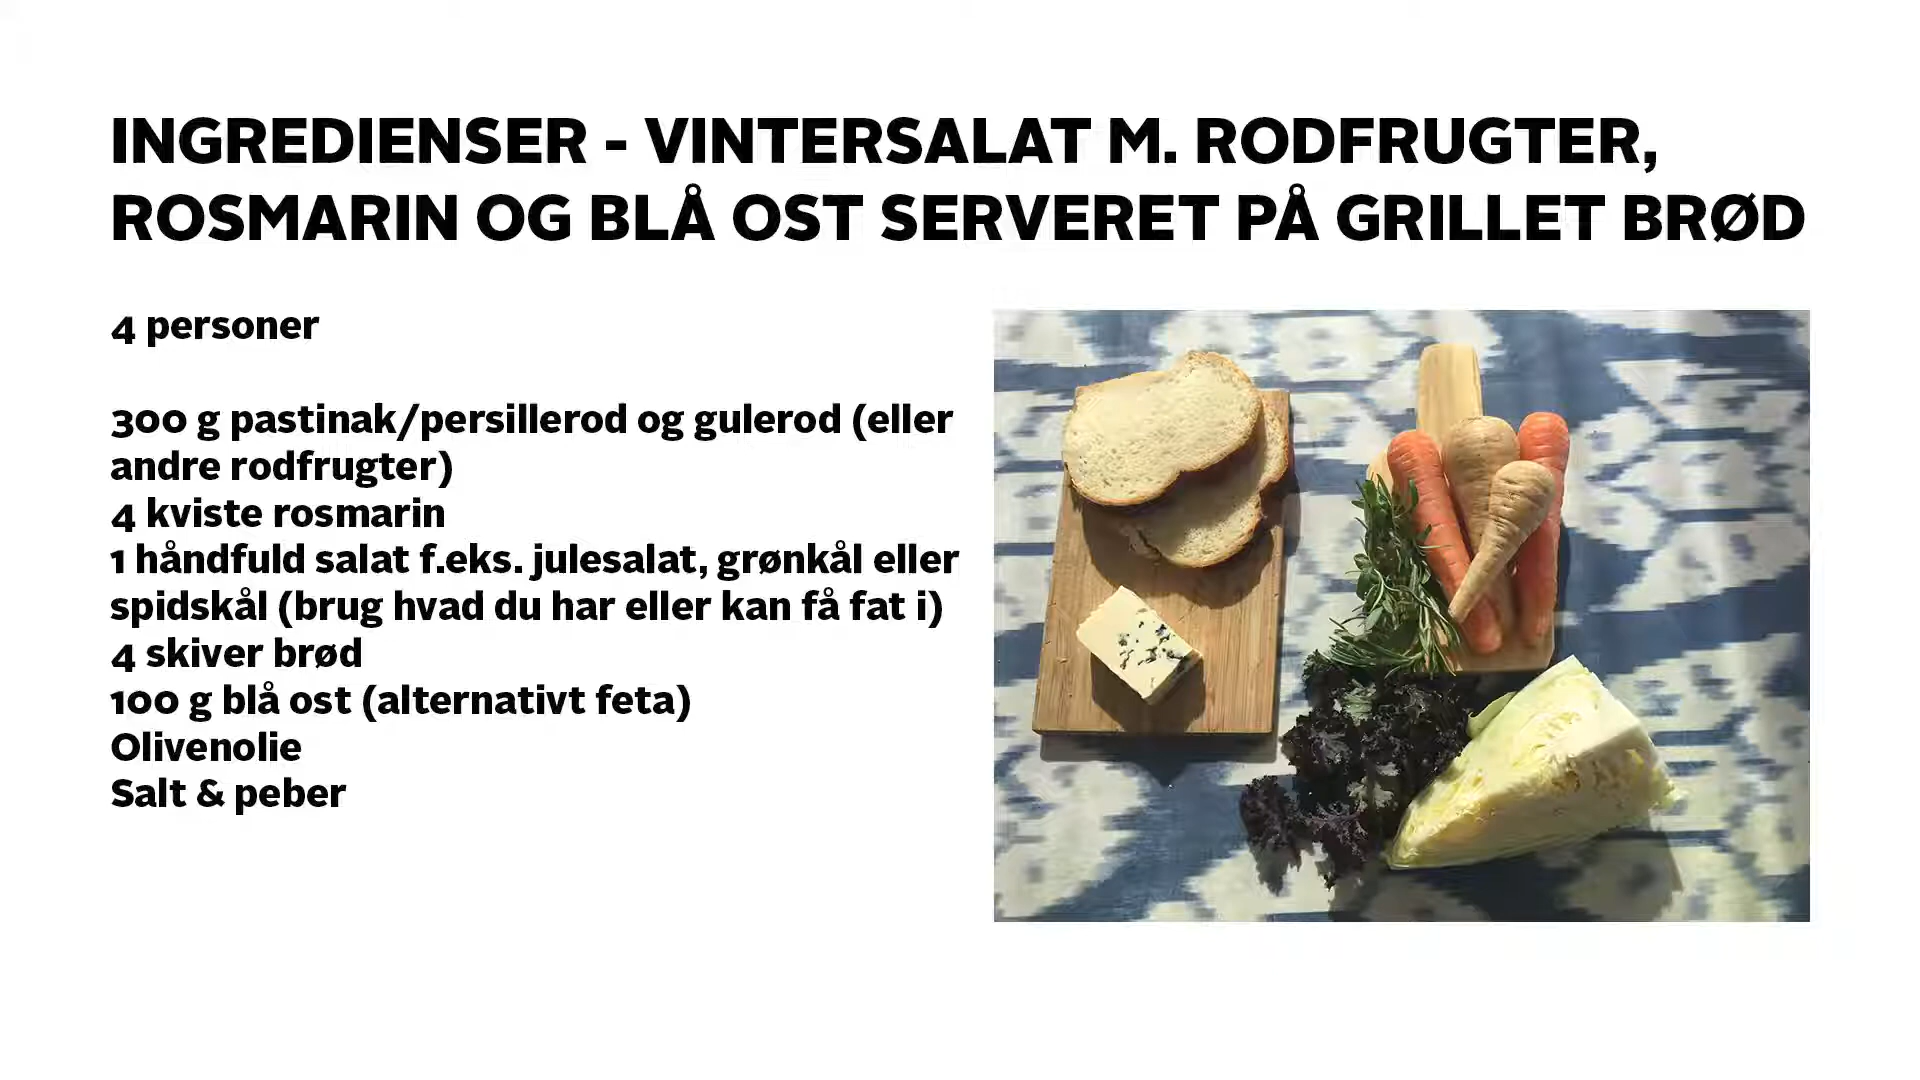 INGREDIENSER - VINTERSALAT M. RODFRUGTER,
ROSMARIN OG BLÅ OST SERVERET PÅ GRILLET BRØD
4 personer
300 g pastinak/persillerod og gulerod (eller
andre rodfrugter)
4 kviste rosmarin
1 håndfuld salat f.eks. julesalat, grønkål eller
spidskål (brug hvad du har eller kan få fat i)
4 skiver brød
100 g blå ost (alternativt feta)
Olivenolie
Salt & peber